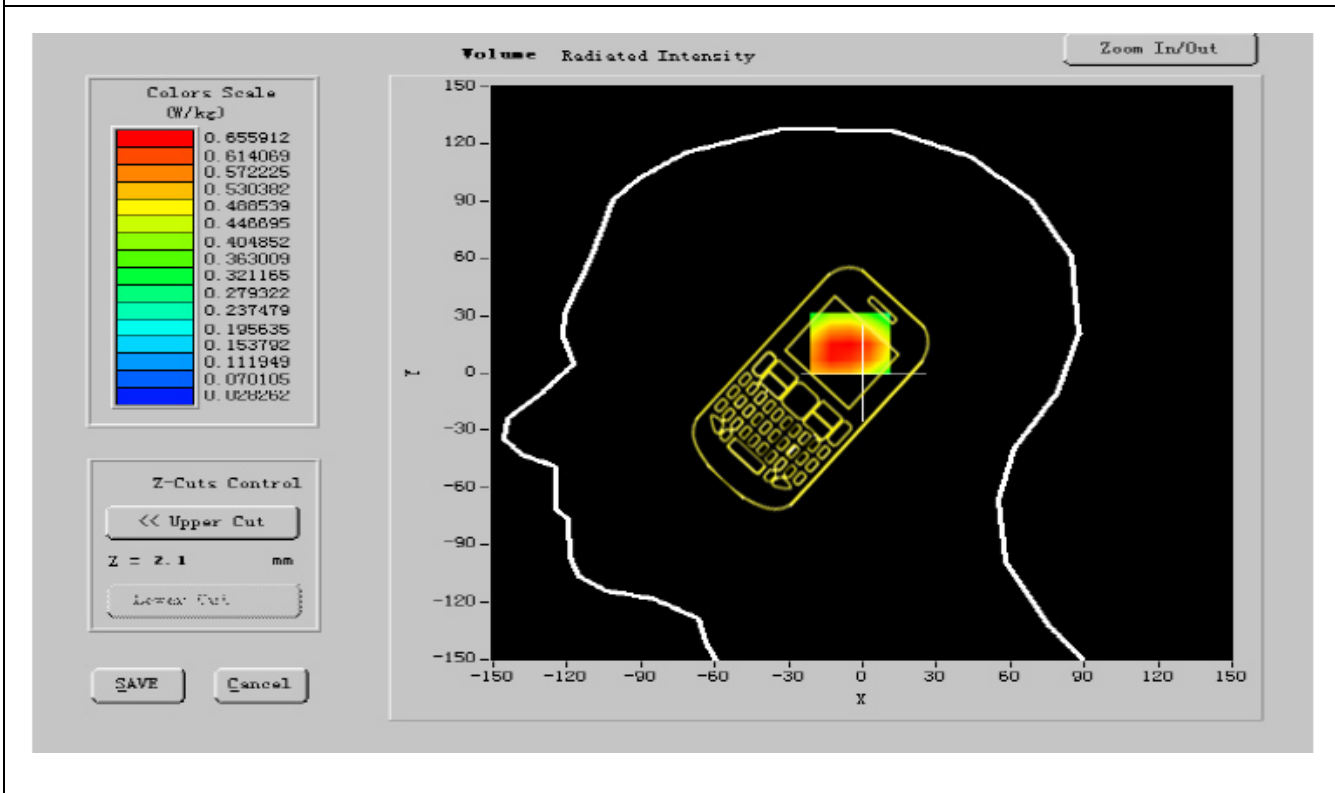 Volume Radiated Intensity
Zoom In/Out
Colors Scale
(W/kg)
0.655912
0.614069
0.572225
0.530382
0.488539
0.446695
0.404852
0.363009
0.321165
0.279322
0.237479
0.195635
0.153792
0.111949
0.070105
0.028262
Z-Cuts Control
<< Upper Cut
Z = 2.1 mm
Lower Cut
SAVE Cancel
150
120
90
60
30
0
-30
-60
-90
-120
-150
Y
-150 -120 -90 -60 -30 0 30 60 90 120 150
X